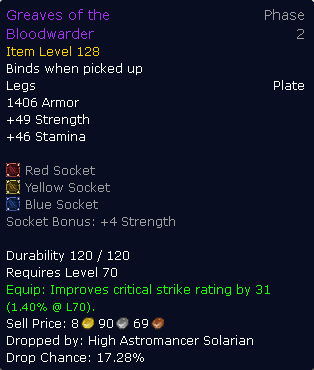 Greaves of the Phase
Bloodwarder 2
Item Level 128
Binds when picked up
Legs Plate
1406 Armor
+49 Strength
+46 Stamina
Red Socket
Yellow Socket
Blue Socket
Socket Bonus: +4 Strength
Durability 120 / 120
Requires Level 70
Equip: Improves critical strike rating by 31
(1.40% @ L70).
Sell Price: 8 90 69
Dropped by: High Astromancer Solarian
Drop Chance: 17.28%